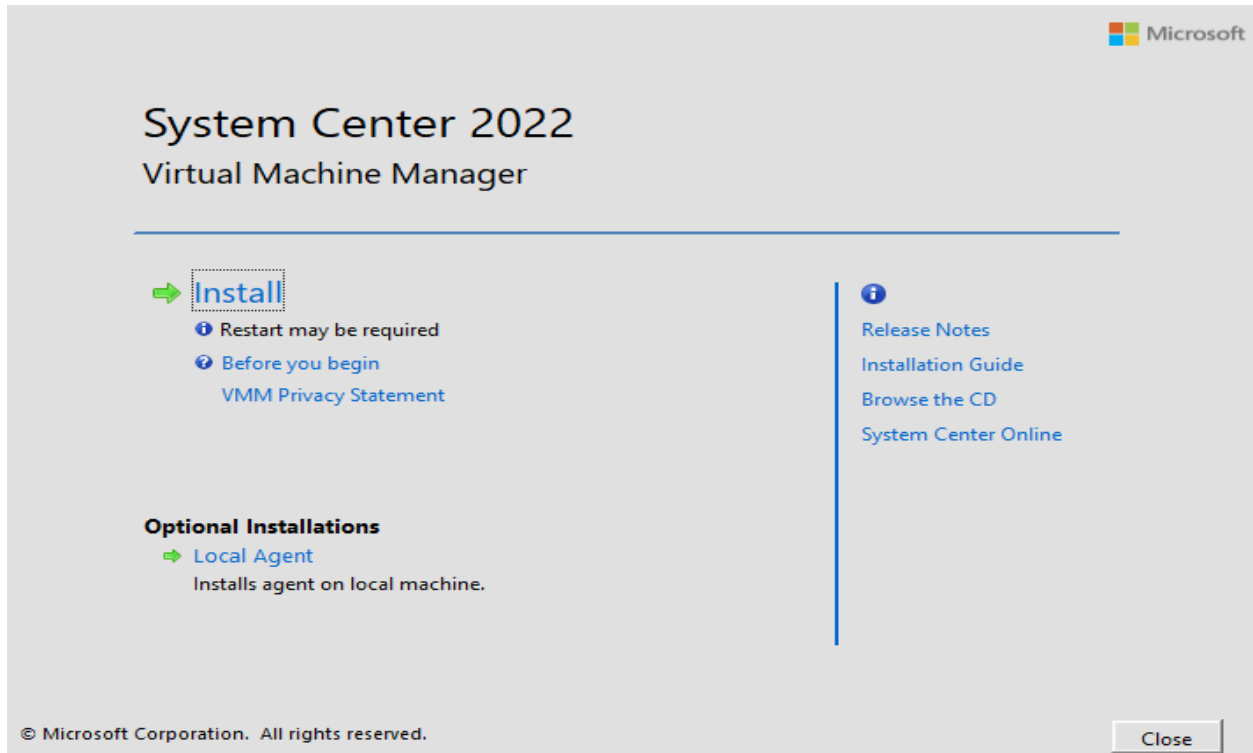 Microsoft
System Center 2022
Virtual Machine Manager
Install
Restart may be required
Before you begin
VMM Privacy Statement
Release Notes
Installation Guide
Browse the CD
System Center Online
Optional Installations
Local Agent
Installs agent on local machine.
© Microsoft Corporation. All rights reserved.
Close